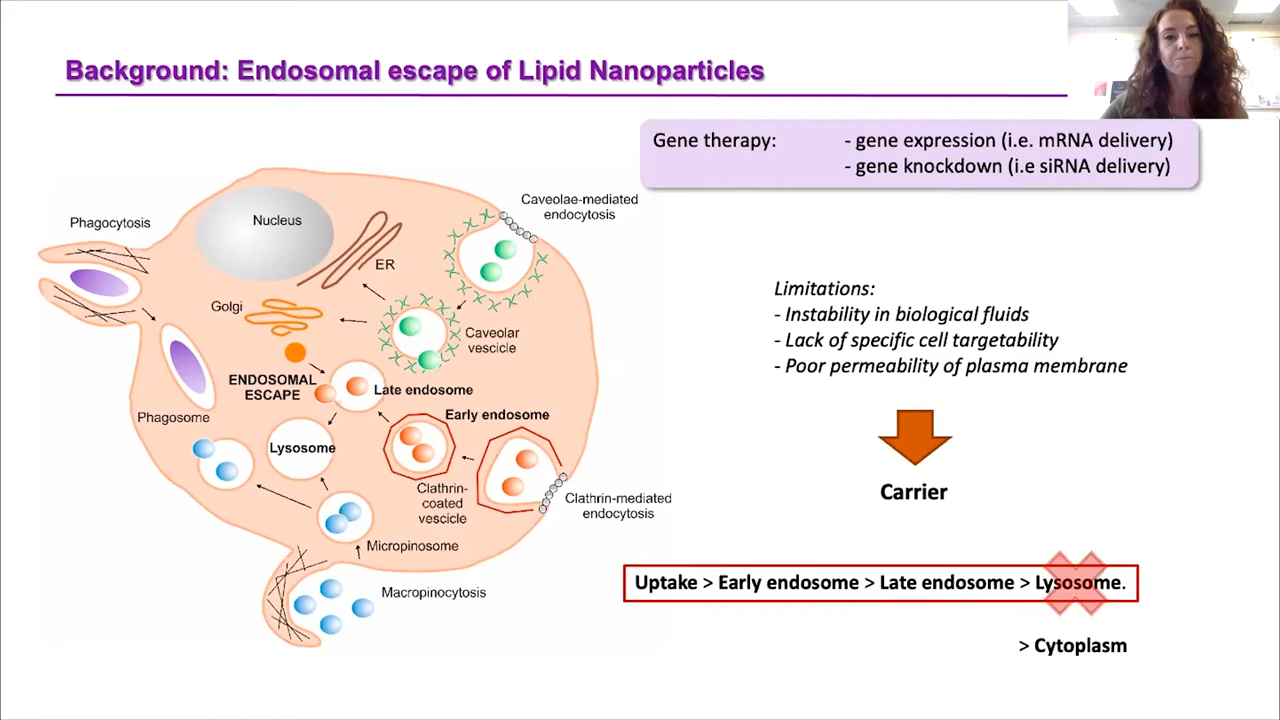 Background: Endosomal escape of Lipid Nanoparticles
Gene therapy: - gene expression (i.e. mRNA delivery)
- gene knockdown (i.e siRNA delivery)
Phagocytosis
Nucleus
Caveolae-mediated
endocytosis
ER
Golgi
Caveolar
vescicle
ENDOSOMAL
ESCAPE
Late endosome
Early endosome
Phagosome
Lysosome
Clathrin-
coated
vescicle
Clathrin-mediated
endocytosis
Micropinosome
Macropinocytosis
Limitations:
- Instability in biological fluids
- Lack of specific cell targetability
- Poor permeability of plasma membrane
Carrier
Uptake > Early endosome > Late endosome > Lysosome.
> Cytoplasm